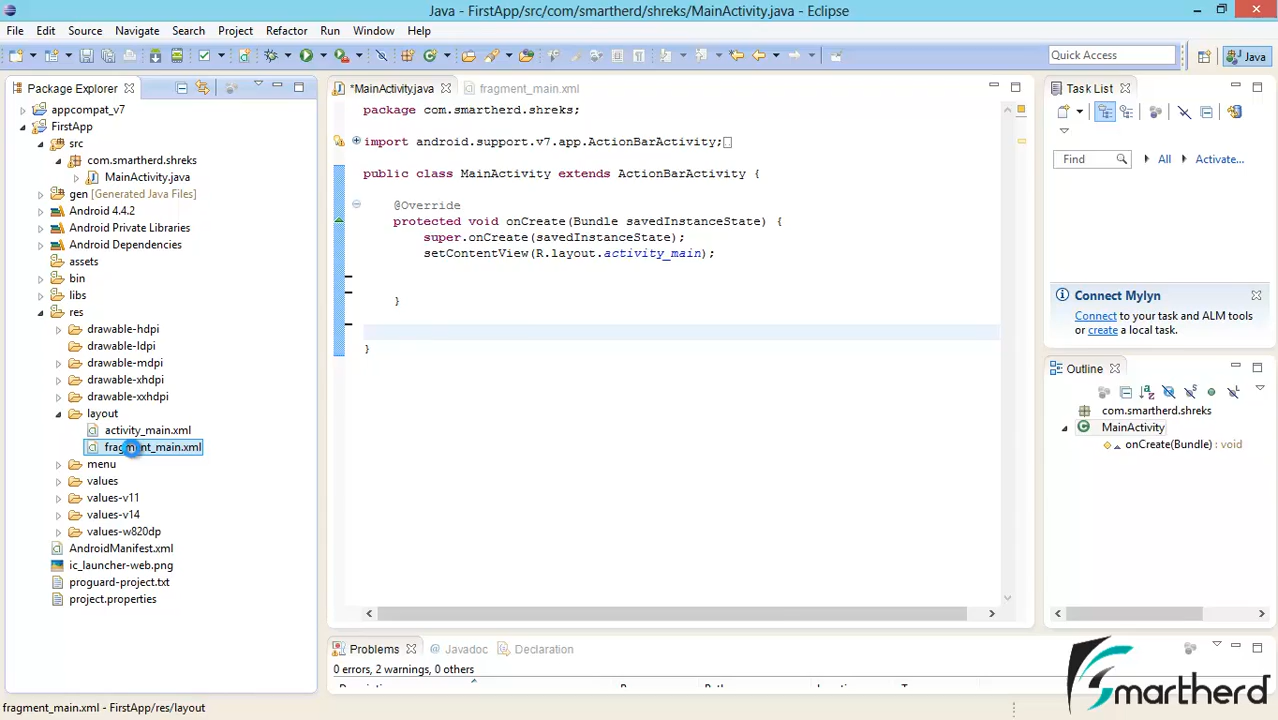 Java - FirstApp/src/com/smartherd/shreks/MainActivity.java - Eclipse
File Edit Source Navigate Search Project Refactor Run Window Help
Quick Access
Java
Package Explorer
*MainActivity.java
fragment_main.xml
Task List
appcompat_v7
FirstApp
src
com.smartherd.shreks
MainActivity.java
gen [Generated Java Files]
Android 4.4.2
Android Private Libraries
Android Dependencies
assets
bin
libs
res
drawable-hdpi
drawable-ldpi
drawable-mdpi
drawable-xhdpi
drawable-xxhdpi
layout
activity_main.xml
fragment_main.xml
menu
values
values-v11
values-v14
values-w820dp
AndroidManifest.xml
ic_launcher-web.png
proguard-project.txt
project.properties
package com.smartherd.shreks;
import android.support.v7.app.ActionBarActivity;
public class MainActivity extends ActionBarActivity {
@Override
protected void onCreate(Bundle savedInstanceState) {
super.onCreate(savedInstanceState);
setContentView(R.layout.activity_main);
}
}
Find
All
Activate...
Connect Mylyn
Connect to your task and ALM tools
or create a local task.
Outline
com.smartherd.shreks
MainActivity
onCreate(Bundle) : void
Problems
@ Javadoc
Declaration
0 errors, 2 warnings, 0 others
fragment_main.xml - FirstApp/res/layout
Smartherd